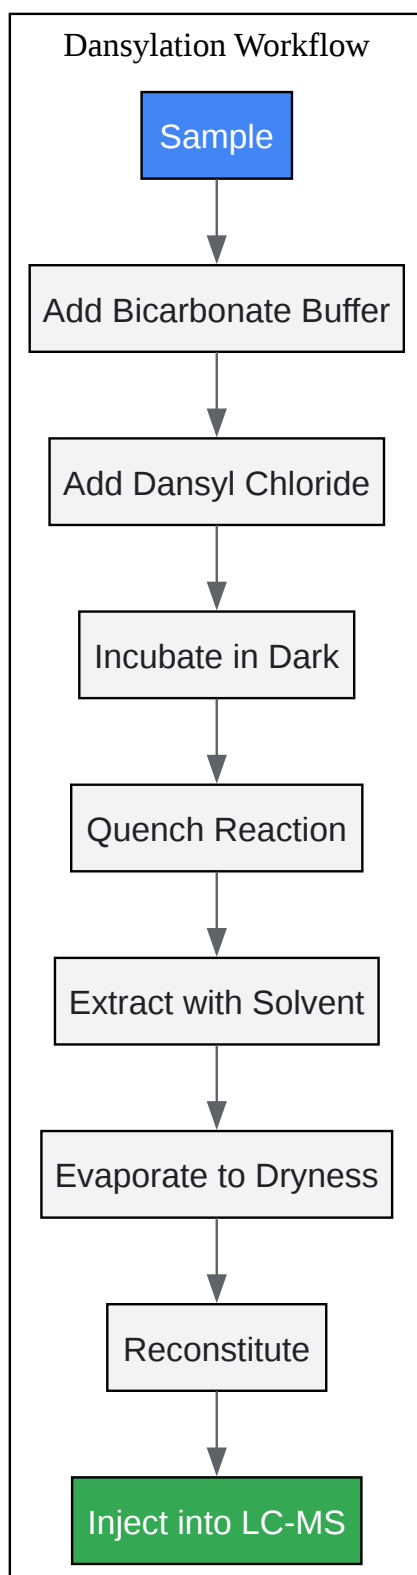 Dansylation Workflow
Sample
Add Bicarbonate Buffer
Add Dansyl Chloride
Incubate in Dark
Quench Reaction
Extract with Solvent
Evaporate to Dryness
Reconstitute
Inject into LC-MS